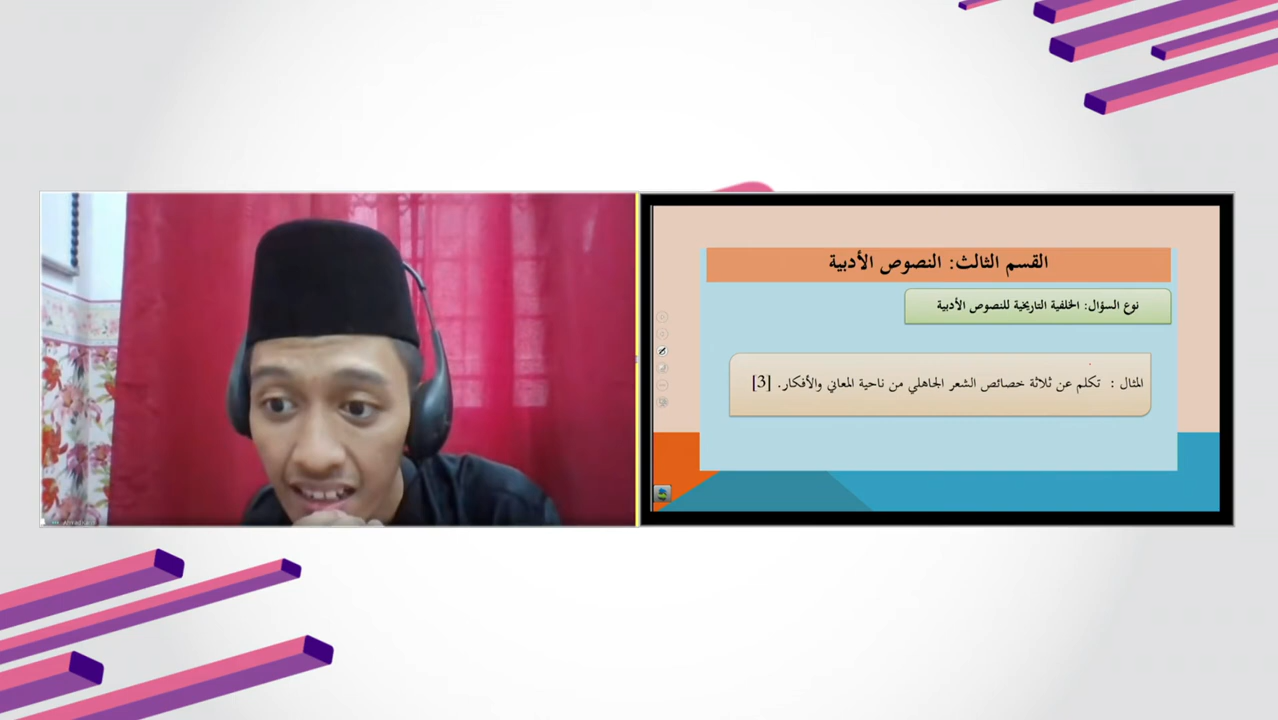 القسم الثالث: النصوص الأدبية
نوع السؤال: الخلفية التاريخية للنصوص الأدبية
المثال : تكلم عن ثلاثة خصائص الشعر الجاهلي من ناحية المعاني والأفكار. [3]